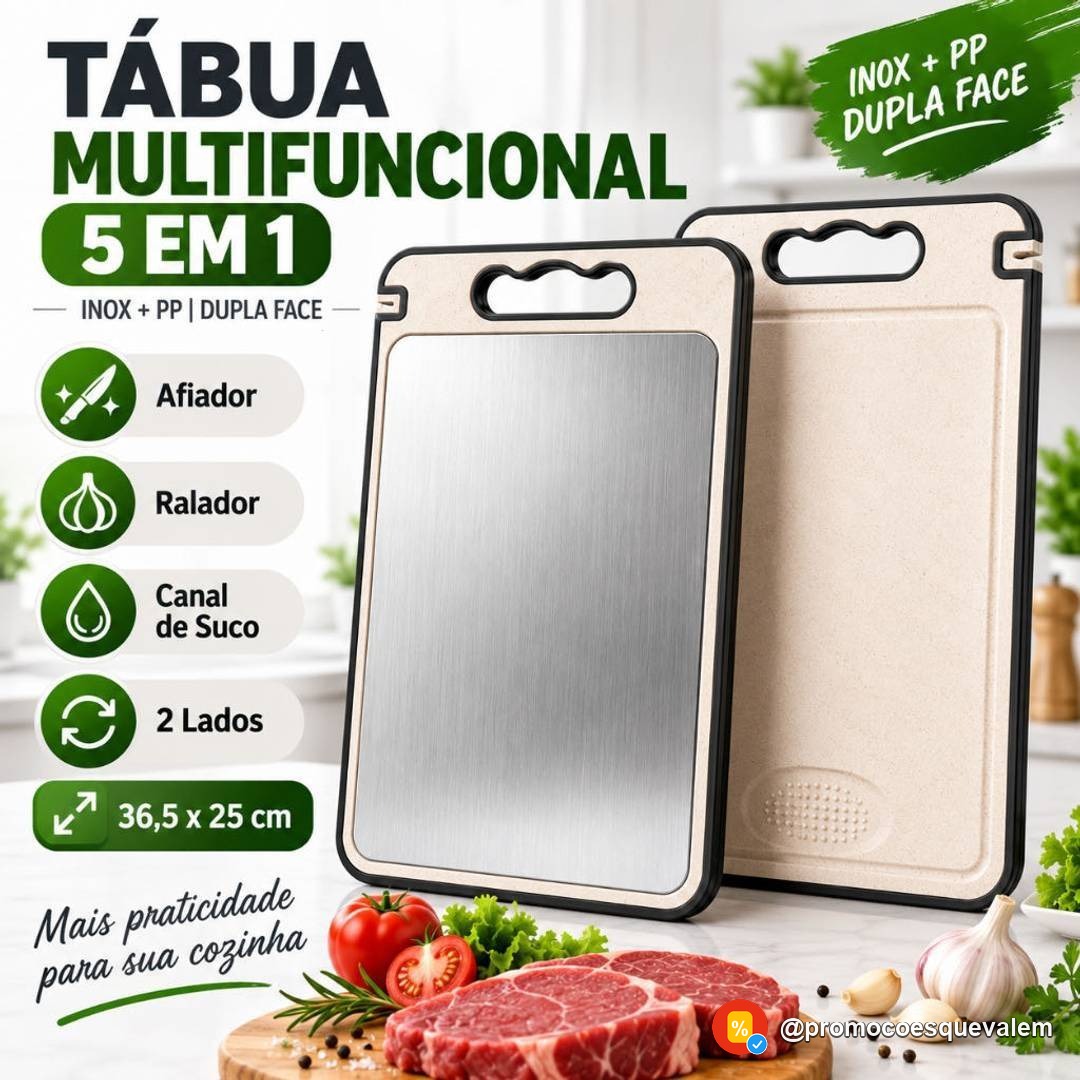 TÁBUA
MULTIFUNCIONAL
5 EM 1
INOX + PP | DUPLA FACE
INOX + PP
DUPLA FACE
Afiador
Ralador
Canal
de Suco
2 Lados
36,5 x 25 cm
Mais praticidade
para sua cozinha
%
@promocoesquevalem